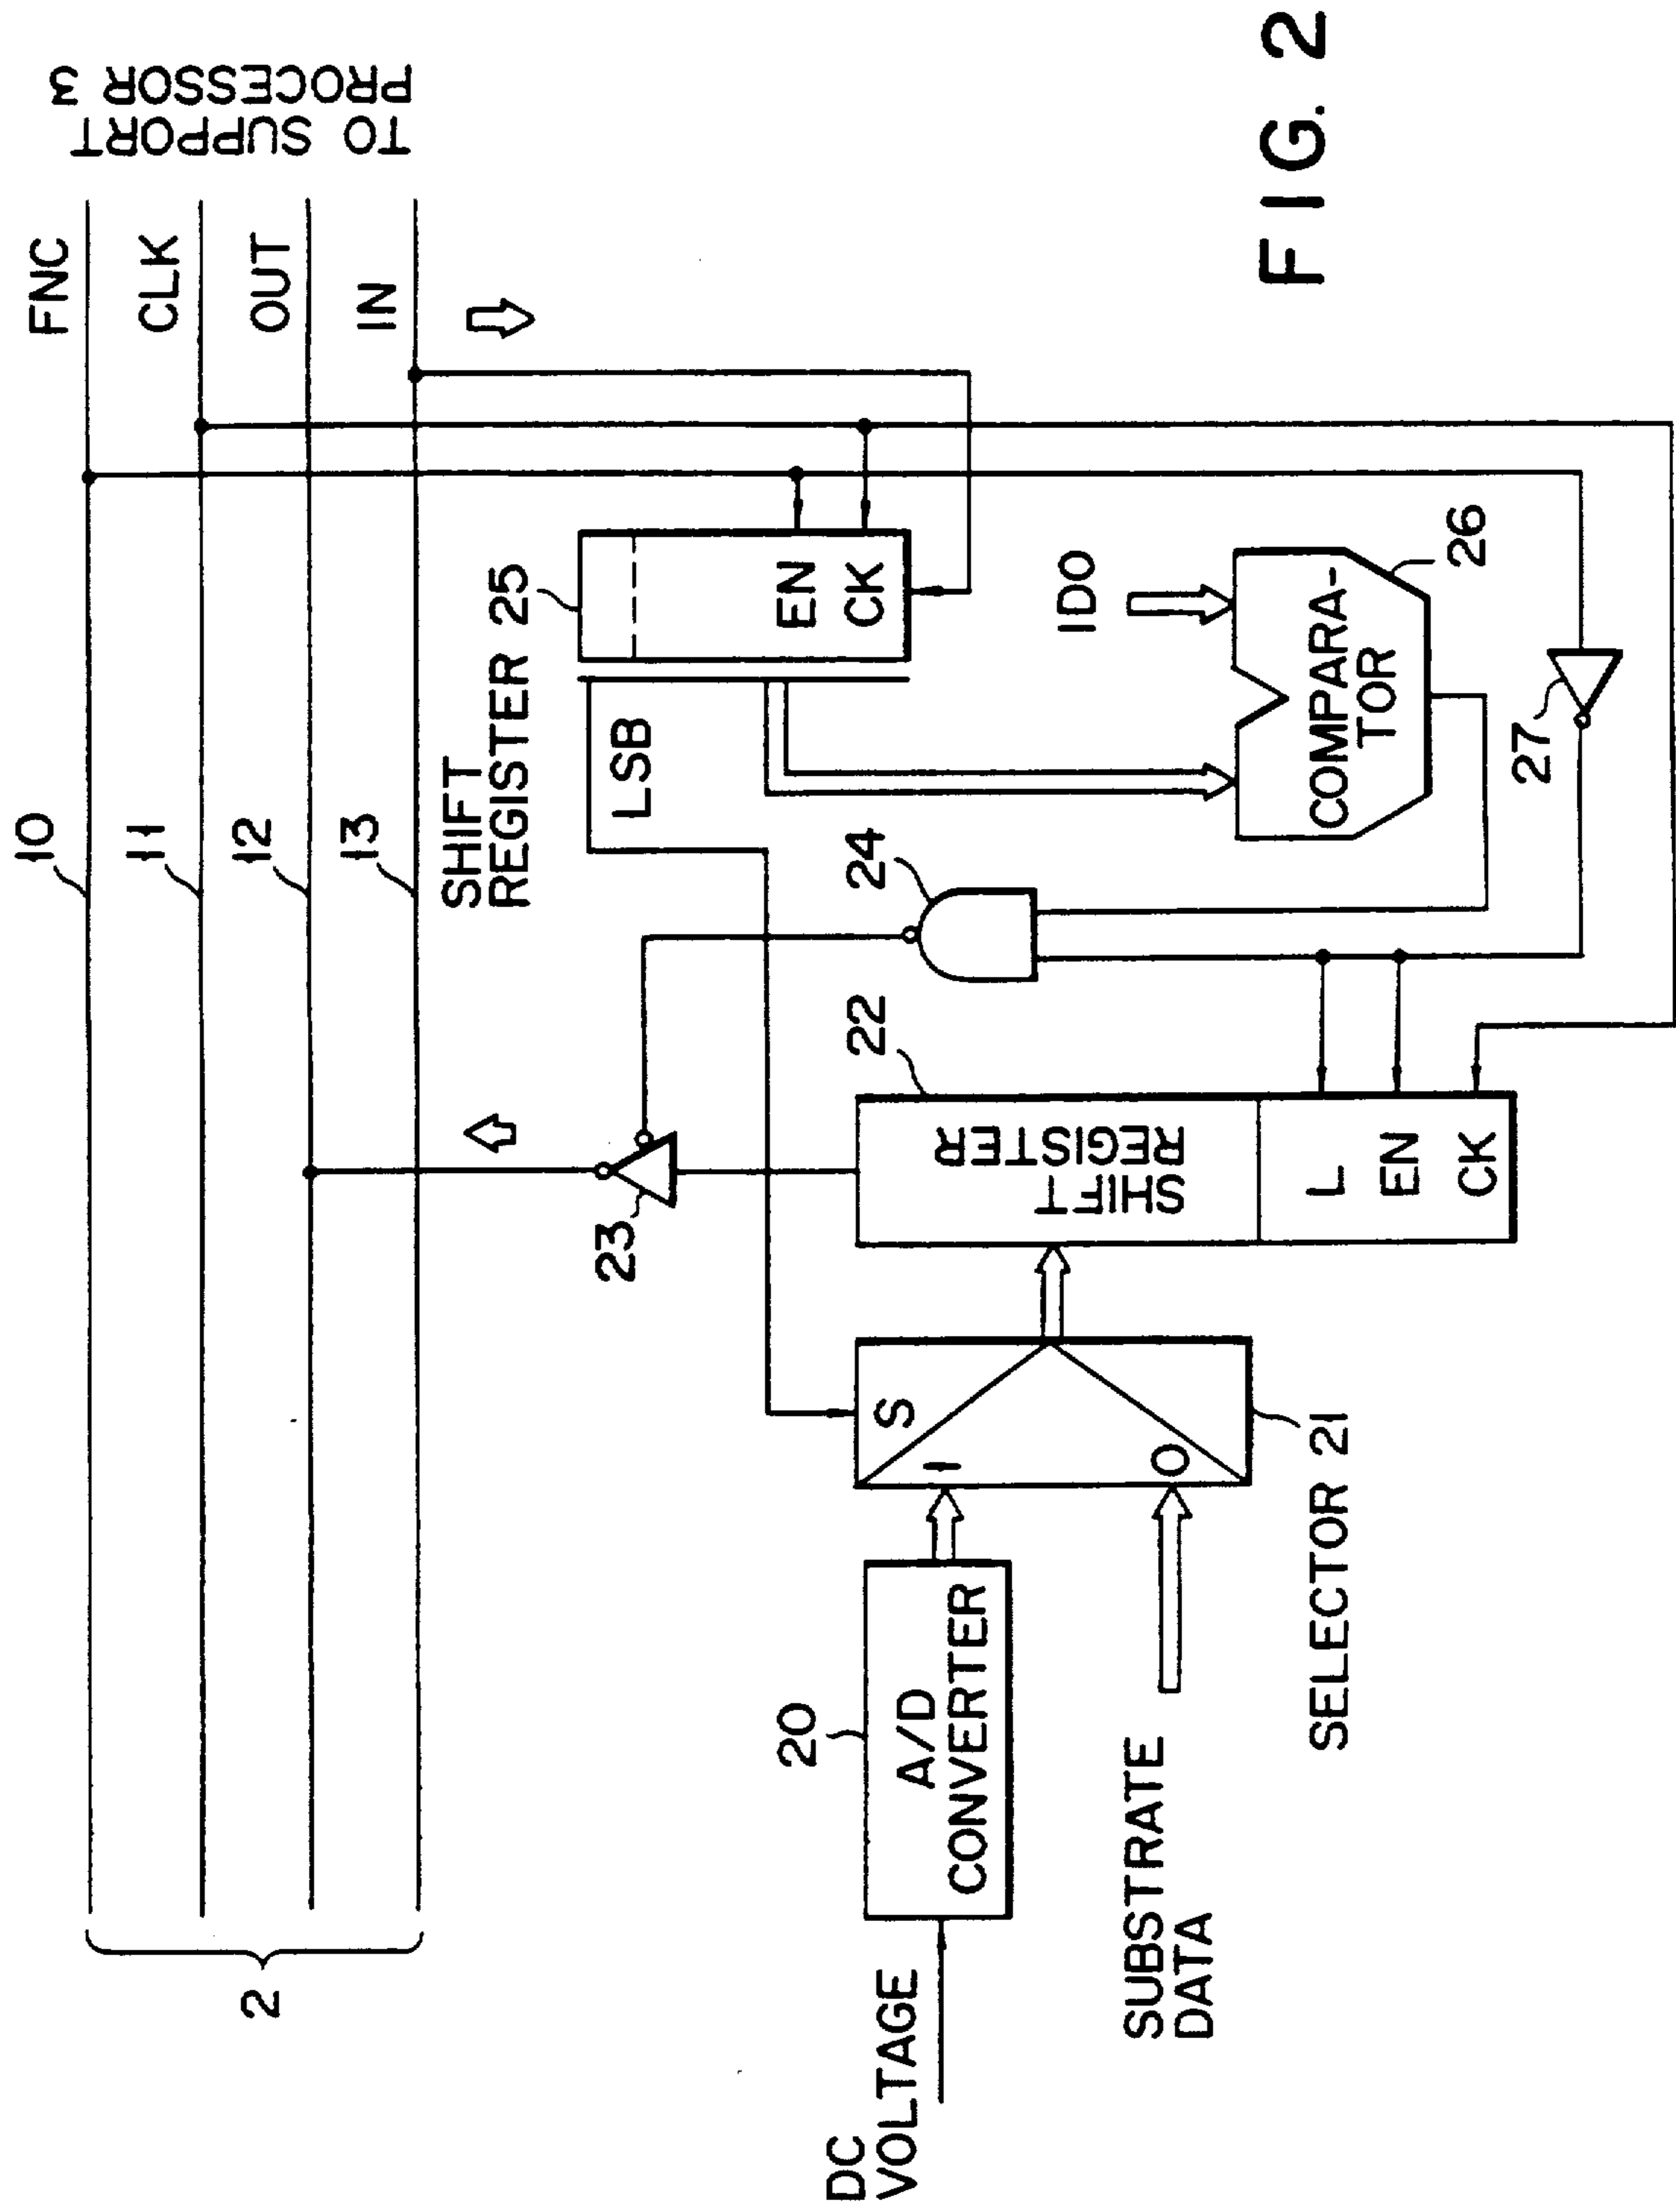 FNC
CLK
OUT
IN
TO SUPPORT
PROCESSOR 3
10
11
12
13
2
SHIFT
REGISTER 25
LSB
EN
CK
23
24
22
SHIFT
REGISTER
L
EN
CK
IDO
COMPARA-
TOR
26
27
S
1
0
SELECTOR 21
20
A/D
CONVERTER
DC
VOLTAGE
SUBSTRATE
DATA
FIG. 2